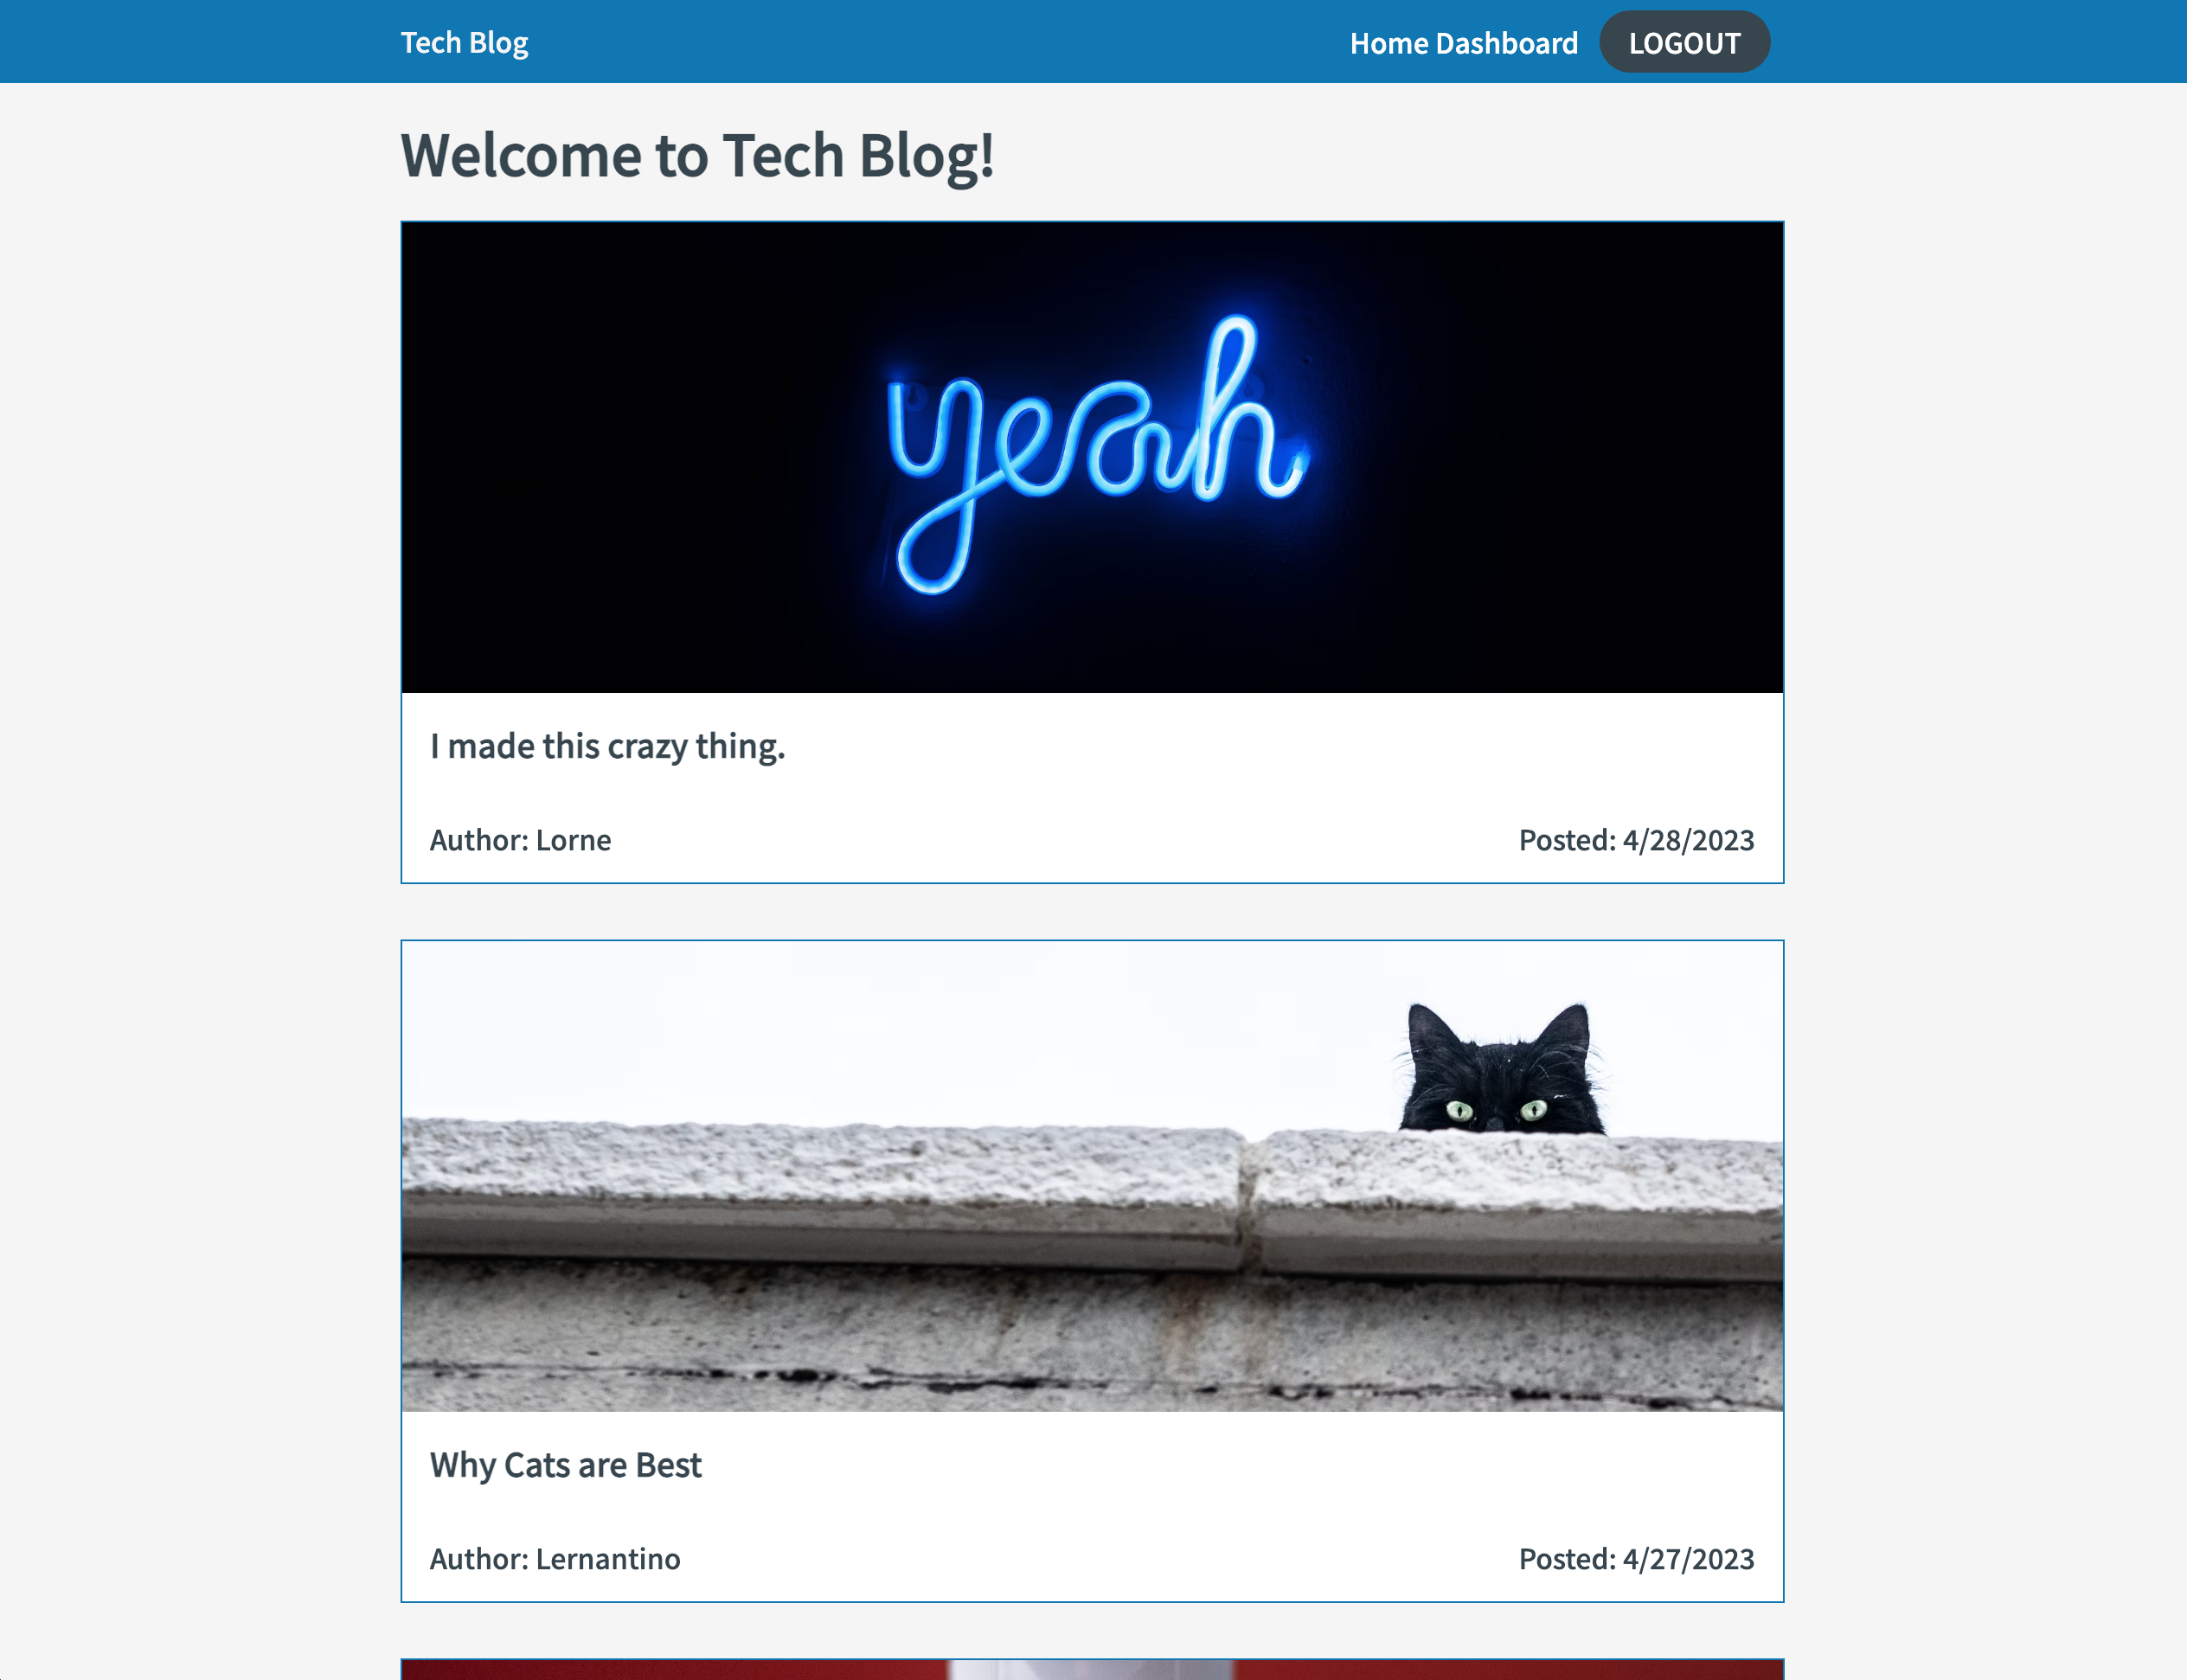 Tech Blog
Home Dashboard LOGOUT
Welcome to Tech Blog!
yeah
I made this crazy thing.
Author: Lorne
Posted: 4/28/2023
Why Cats are Best
Author: Lernantino
Posted: 4/27/2023